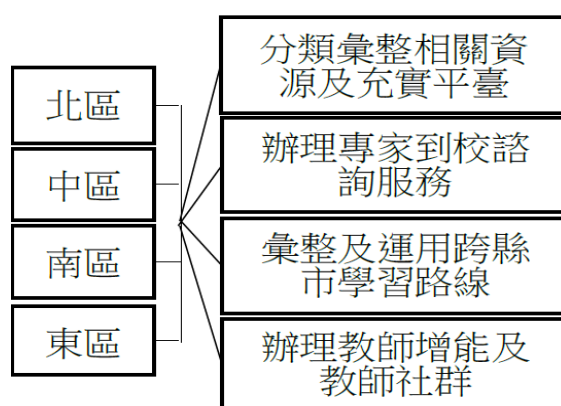 北區
中區
南區
東區
分類彙整相關資
源及充實平臺
辦理專家到校諮
詢服務
彙整及運用跨縣
市學習路線
辦理教師增能及
教師社群